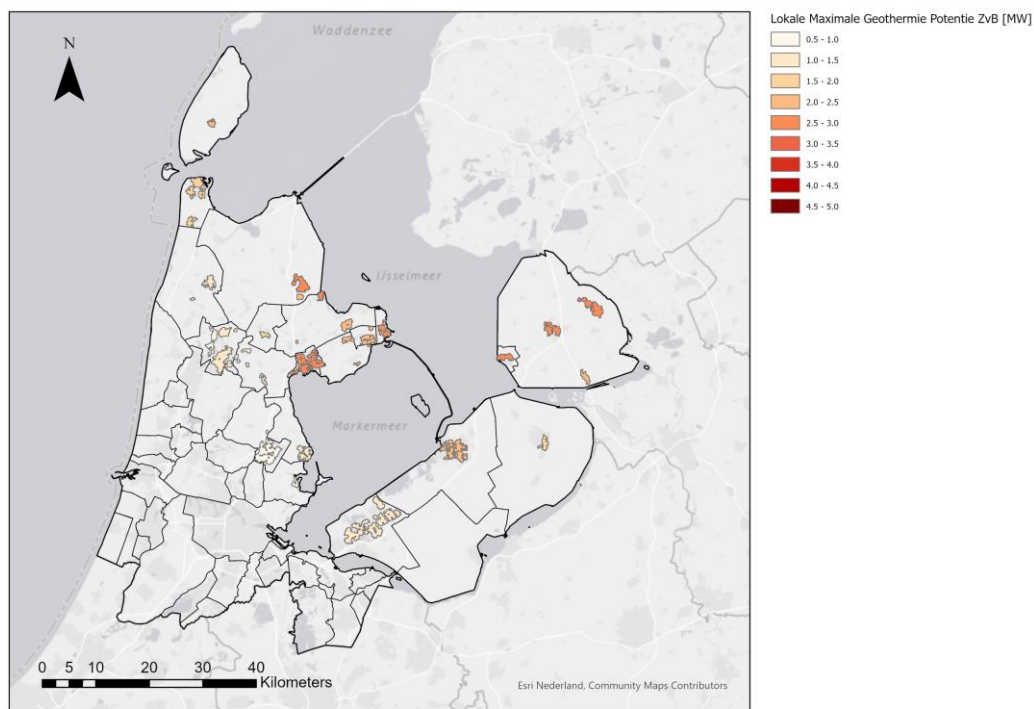 Lokale Maximale Geothermie Potentie ZvB [MW]
0.5 - 1.0
1.0 - 1.5
1.5 - 2.0
2.0 - 2.5
2.5 - 3.0
3.0 - 3.5
3.5 - 4.0
4.0 - 4.5
4.5 - 5.0
Waddenzee
N
IJsselmeer
Markermeer
0 5 10 20 30 40
Kilometers
Esri Nederland, Community Maps Contributors